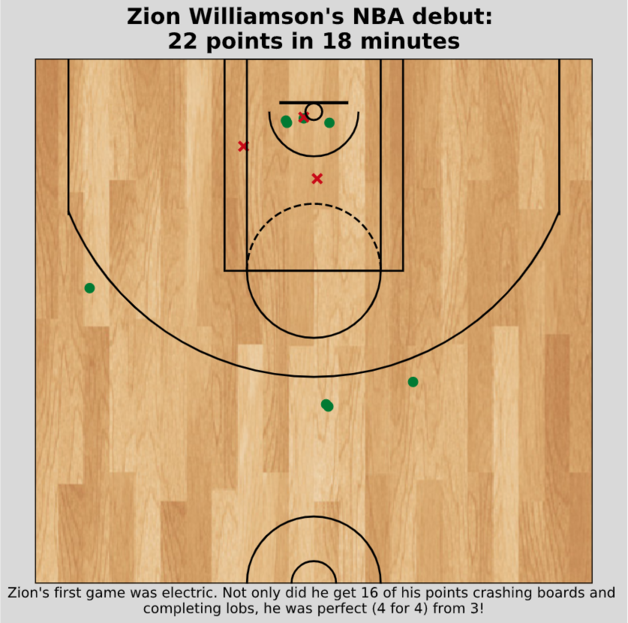 Zion Williamson's NBA debut:
22 points in 18 minutes
Zion's first game was electric. Not only did he get 16 of his points crashing boards and
completing lobs, he was perfect (4 for 4) from 3!